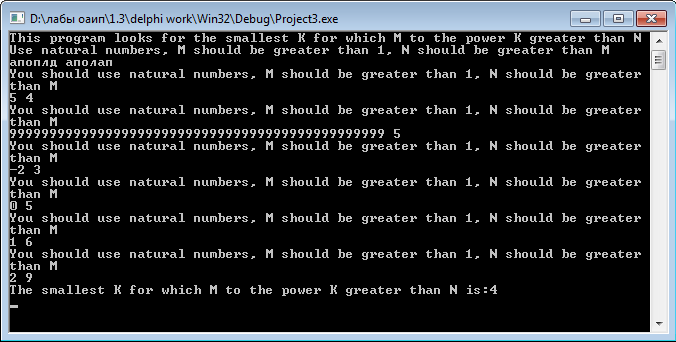 D:\лабы оаип\1.3\delphi work\Win32\Debug\Project3.exe
This program looks for the smallest K for which M to the power K greater than N
Use natural numbers, M should be greater than 1, N should be greater than M
апоплд аполап
You should use natural numbers, M should be greater than 1, N should be greater
than M
5 4
You should use natural numbers, M should be greater than 1, N should be greater
than M
99999999999999999999999999999999999999999999999 5
You should use natural numbers, M should be greater than 1, N should be greater
than M
-2 3
You should use natural numbers, M should be greater than 1, N should be greater
than M
0 5
You should use natural numbers, M should be greater than 1, N should be greater
than M
1 6
You should use natural numbers, M should be greater than 1, N should be greater
than M
2 9
The smallest K for which M to the power K greater than N is:4